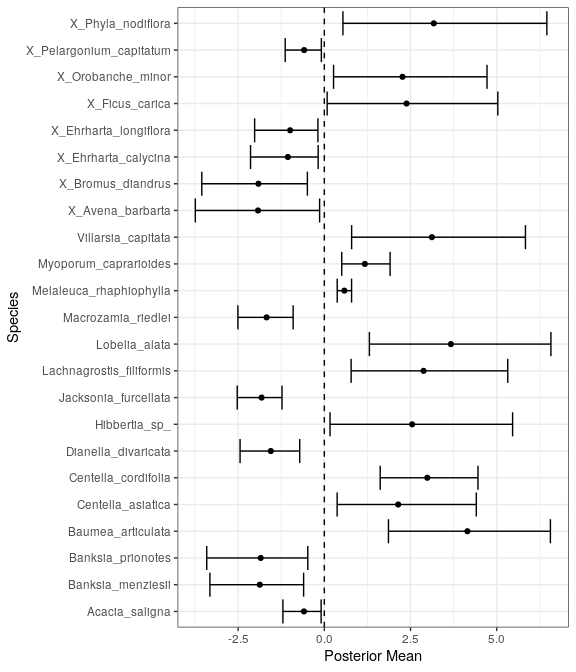 X_Phyla_nodiflora
X_Pelargonium_capitatum
X_Orobanche_minor
X_Ficus_carica
X_Ehrharta_longiflora
X_Ehrharta_calycina
X_Bromus_diandrus
X_Avena_barbarta
Villarsia_capitata
Myoporum_caprarioides
Melaleuca_rhaphiophylla
Macrozamia_riedlei
Lobelia_alata
Lachnagrostis_filiformis
Jacksonia_furcellata
Hibbertia_sp_
Dianella_divaricata
Centella_cordifolia
Centella_asiatica
Baumea_articulata
Banksia_prionotes
Banksia_menziesii
Acacia_saligna
Species
-2.5 0.0 2.5 5.0
Posterior Mean